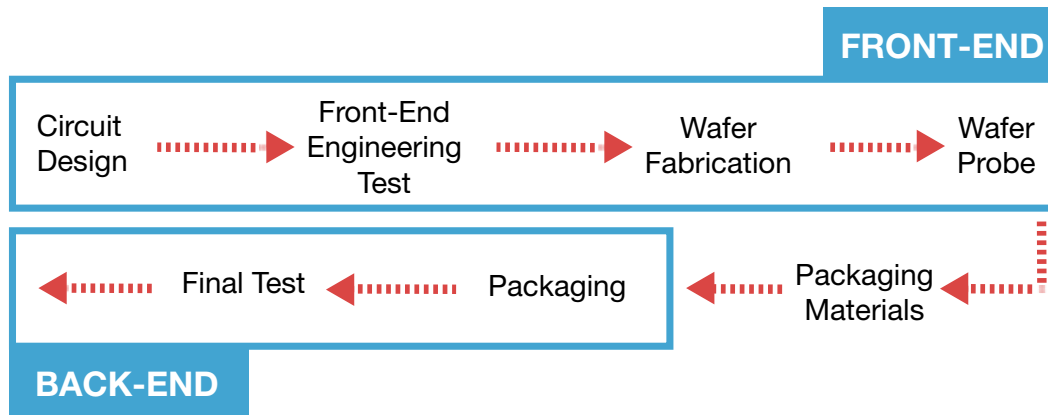 FRONT-END
Circuit
Design
Front-End
Engineering
Test
Wafer
Fabrication
Wafer
Probe
Final Test
Packaging
Packaging
Materials
BACK-END